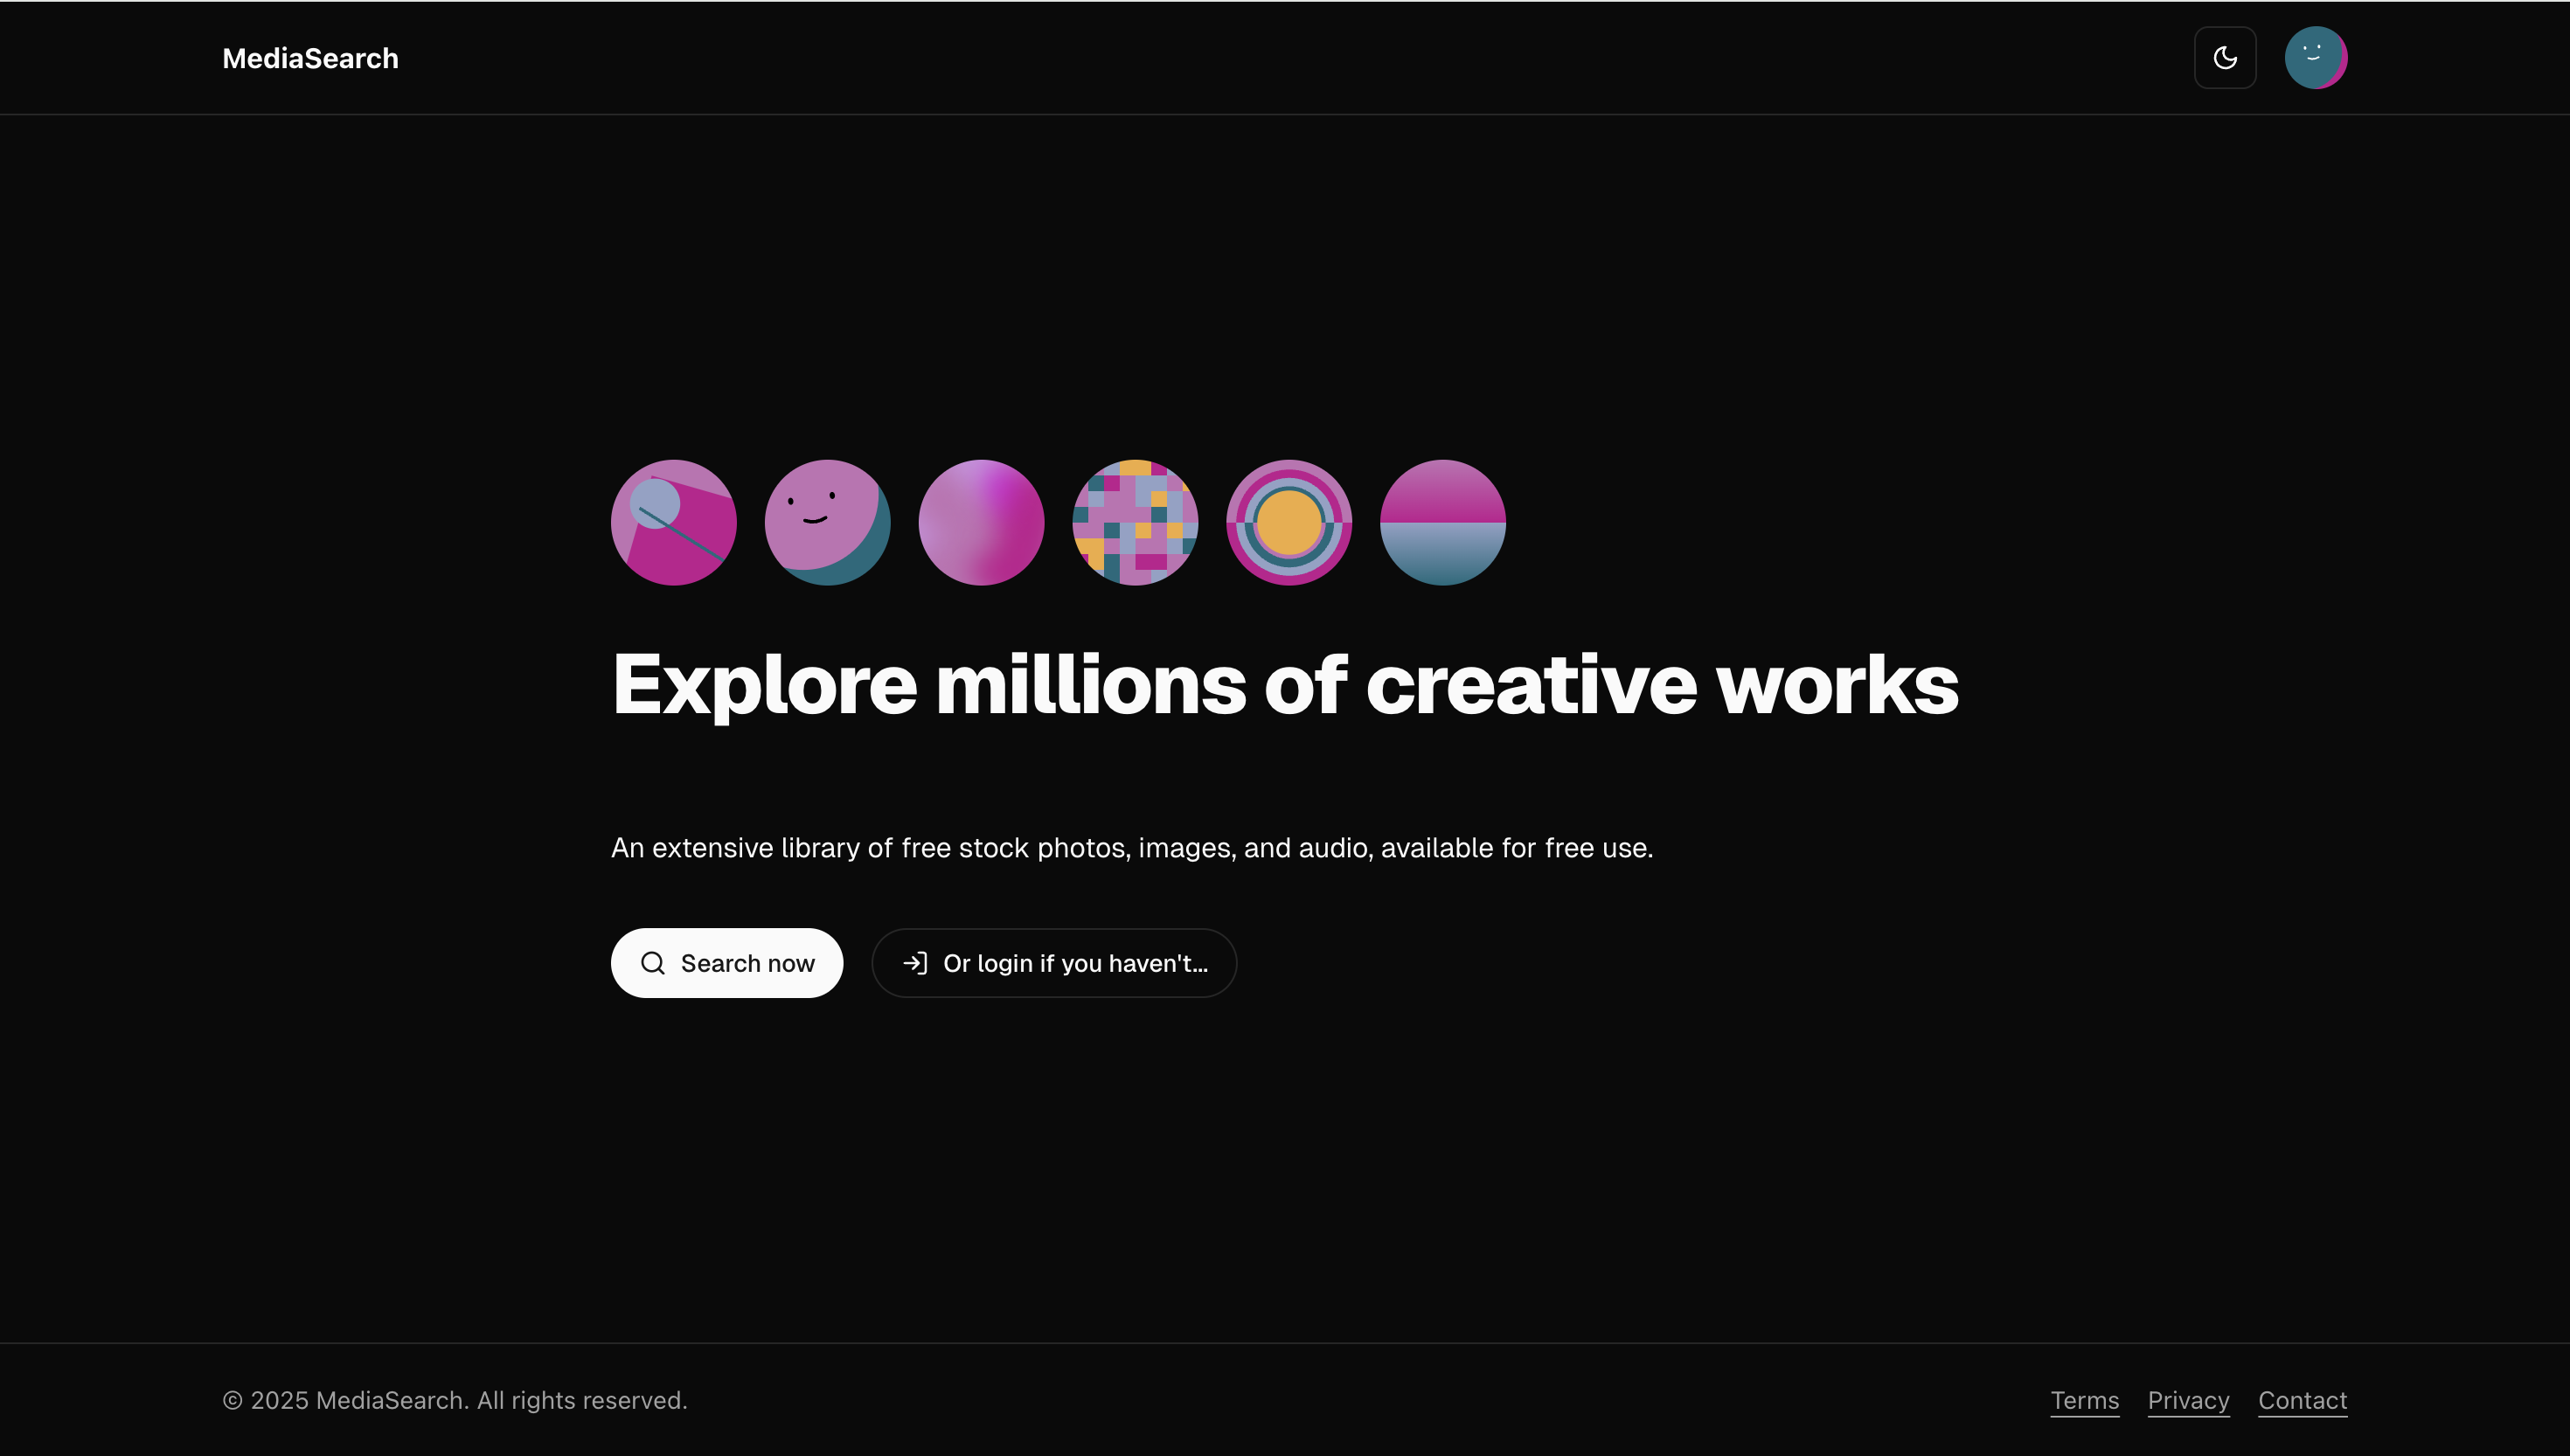 MediaSearch
Explore millions of creative works
An extensive library of free stock photos, images, and audio, available for free use.
Search now
Or login if you haven't...
© 2025 MediaSearch. All rights reserved.
Terms Privacy Contact